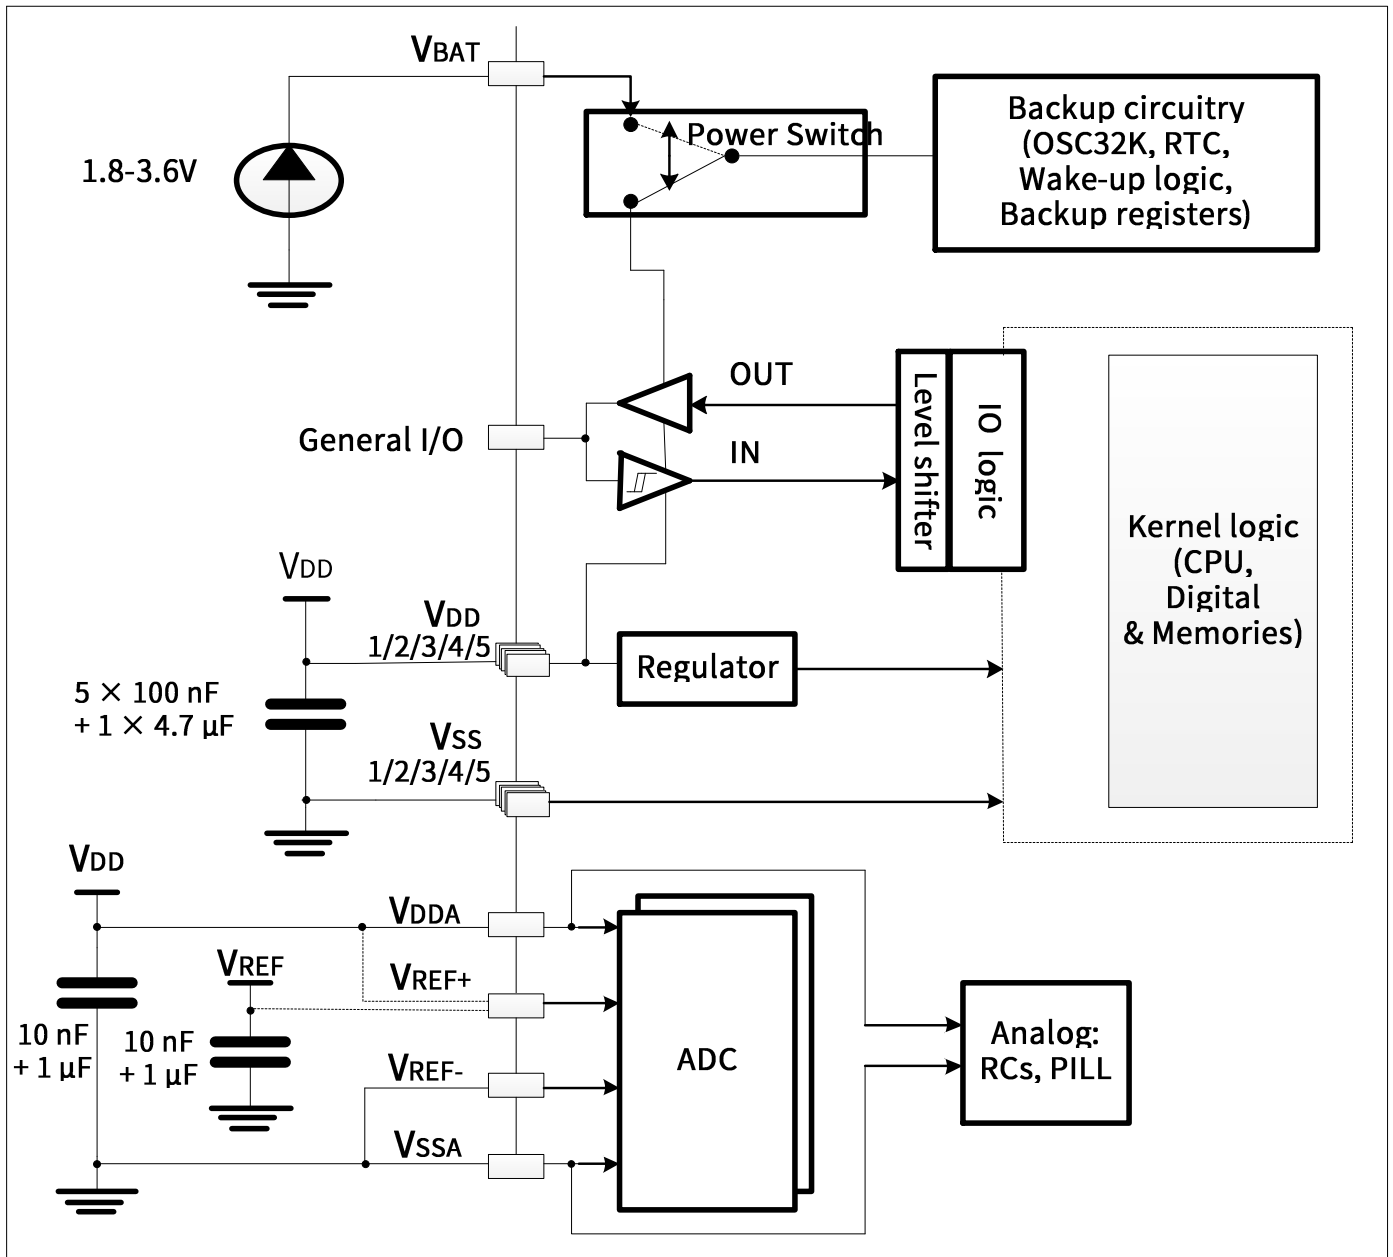 VBAT
1.8-3.6V
Power Switch
Backup circuitry
(OSC32K, RTC,
Wake-up logic,
Backup registers)
OUT
General I/O
IN
Level shifter
IO logic
Kernel logic
(CPU,
Digital
& Memories)
VDD
VDD
1/2/3/4/5
Regulator
5 × 100 nF
+ 1 × 4.7 µF
VSS
1/2/3/4/5
VDD
VDDA
VREF
VREF+
10 nF
+ 1 µF
10 nF
+ 1 µF
VREF-
VSSA
ADC
Analog:
RCs, PILL